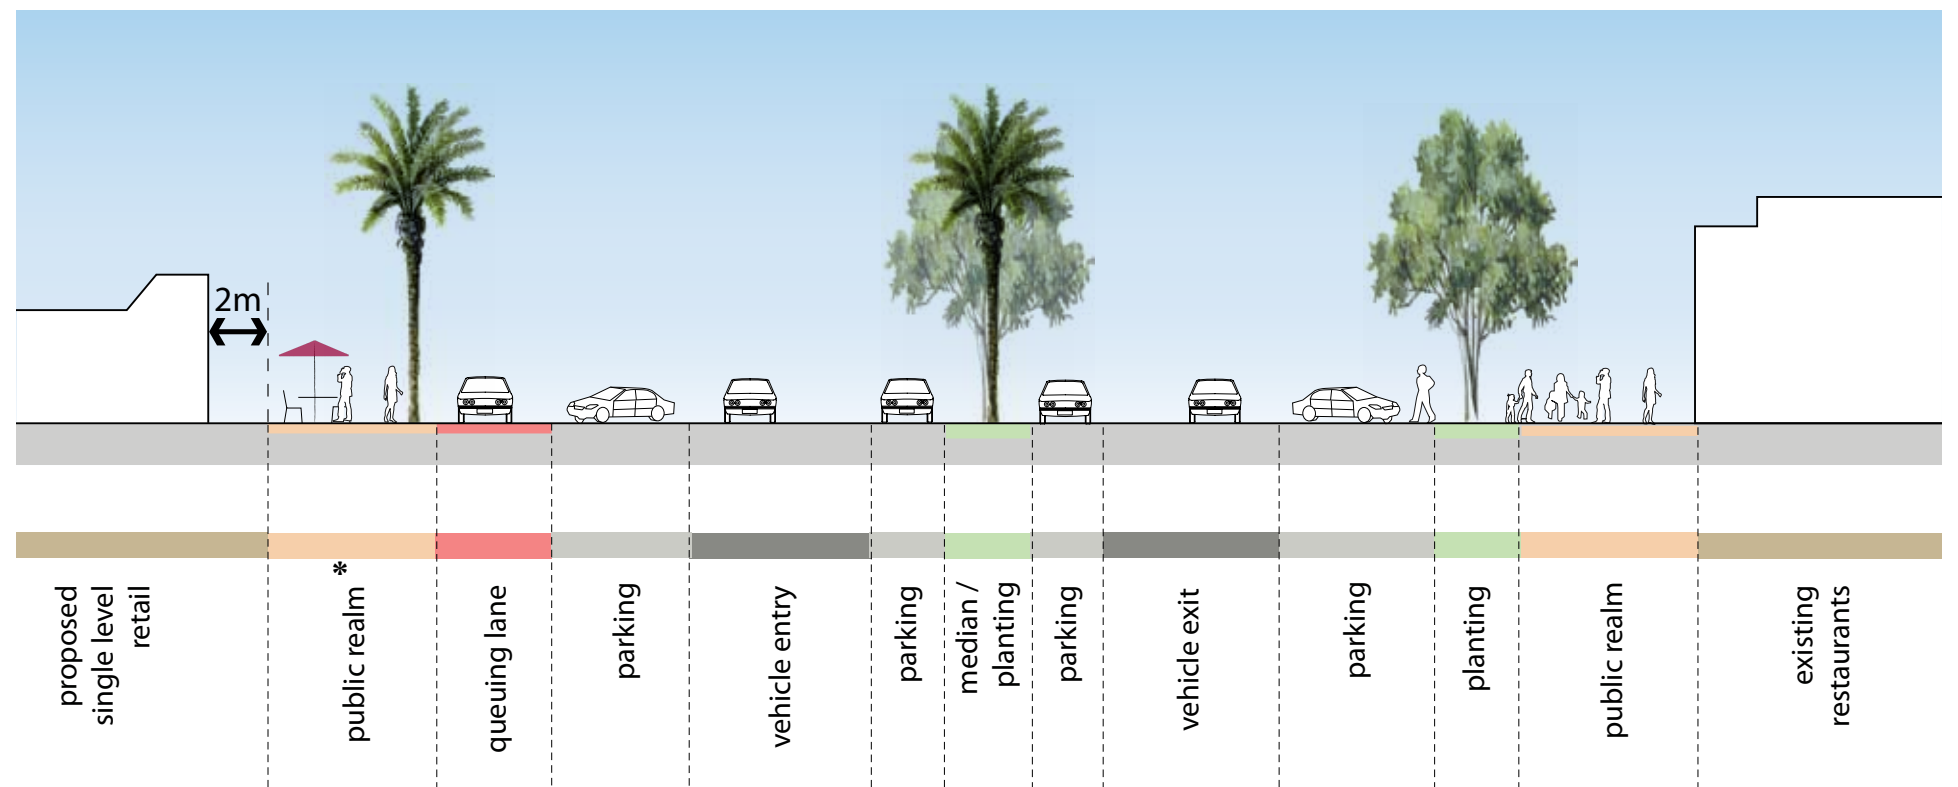 2m
*
proposed
single level
retail
public realm
queuing lane
parking
vehicle entry
parking
median /
planting
parking
vehicle exit
parking
planting
public realm
existing
restaurants